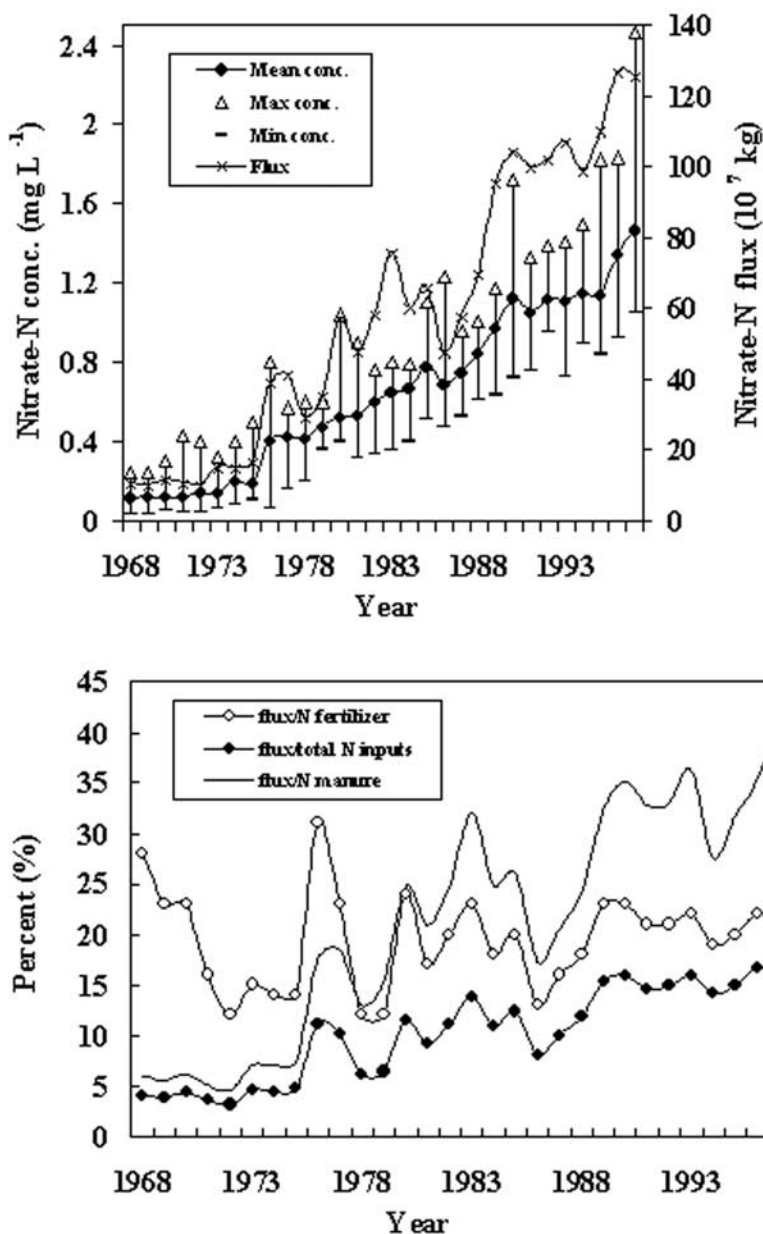 2.4
2
1.6
1.2
0.8
0.4
0
Nitrate-N conc. (mg L -1)
Mean conc.
Max conc.
Min conc.
Flux
140
120
100
80
60
40
20
0
Nitrate-N flux (10 7 kg)
1968 1973 1978 1983 1988 1993
Year
45
40
35
30
25
20
15
10
5
0
Percent (%)
flux/N fertilizer
flux/total N inputs
flux/N manure
1968 1973 1978 1983 1988 1993
Year